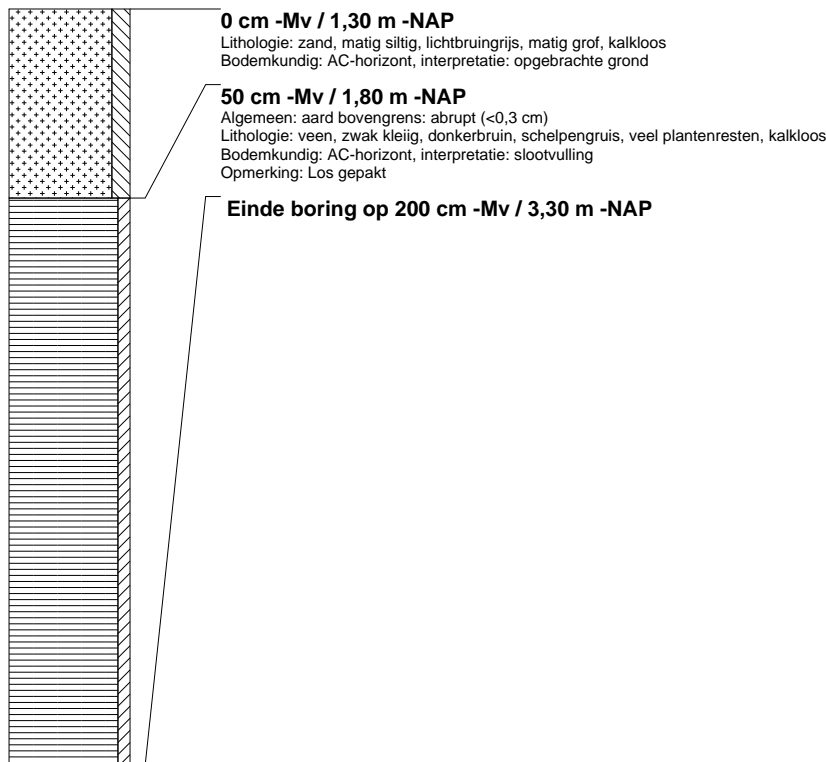 0 cm -Mv / 1,30 m -NAP
Lithologie: zand, matig siltig, lichtbruingrijs, matig grof, kalkloos
Bodemkundig: AC-horizont, interpretatie: opgebrachte grond
50 cm -Mv / 1,80 m -NAP
Algemeen: aard bovengrens: abrupt (<0,3 cm)
Lithologie: veen, zwak kleiig, donkerbruin, schelpengruis, veel plantenresten, kalkloos
Bodemkundig: AC-horizont, interpretatie: slootvulling
Opmerking: Los gepakt
Einde boring op 200 cm -Mv / 3,30 m -NAP